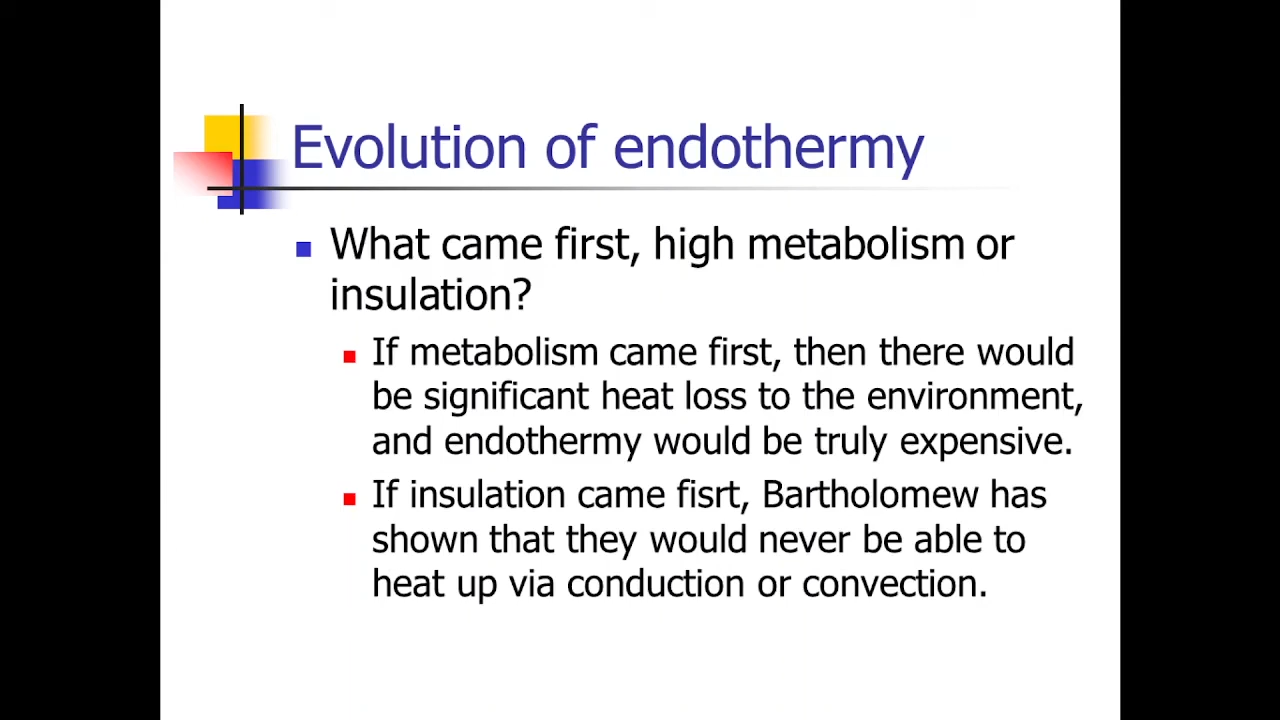 Evolution of endothermy
What came first, high metabolism or
insulation?
If metabolism came first, then there would
be significant heat loss to the environment,
and endothermy would be truly expensive.
If insulation came fisrt, Bartholomew has
shown that they would never be able to
heat up via conduction or convection.